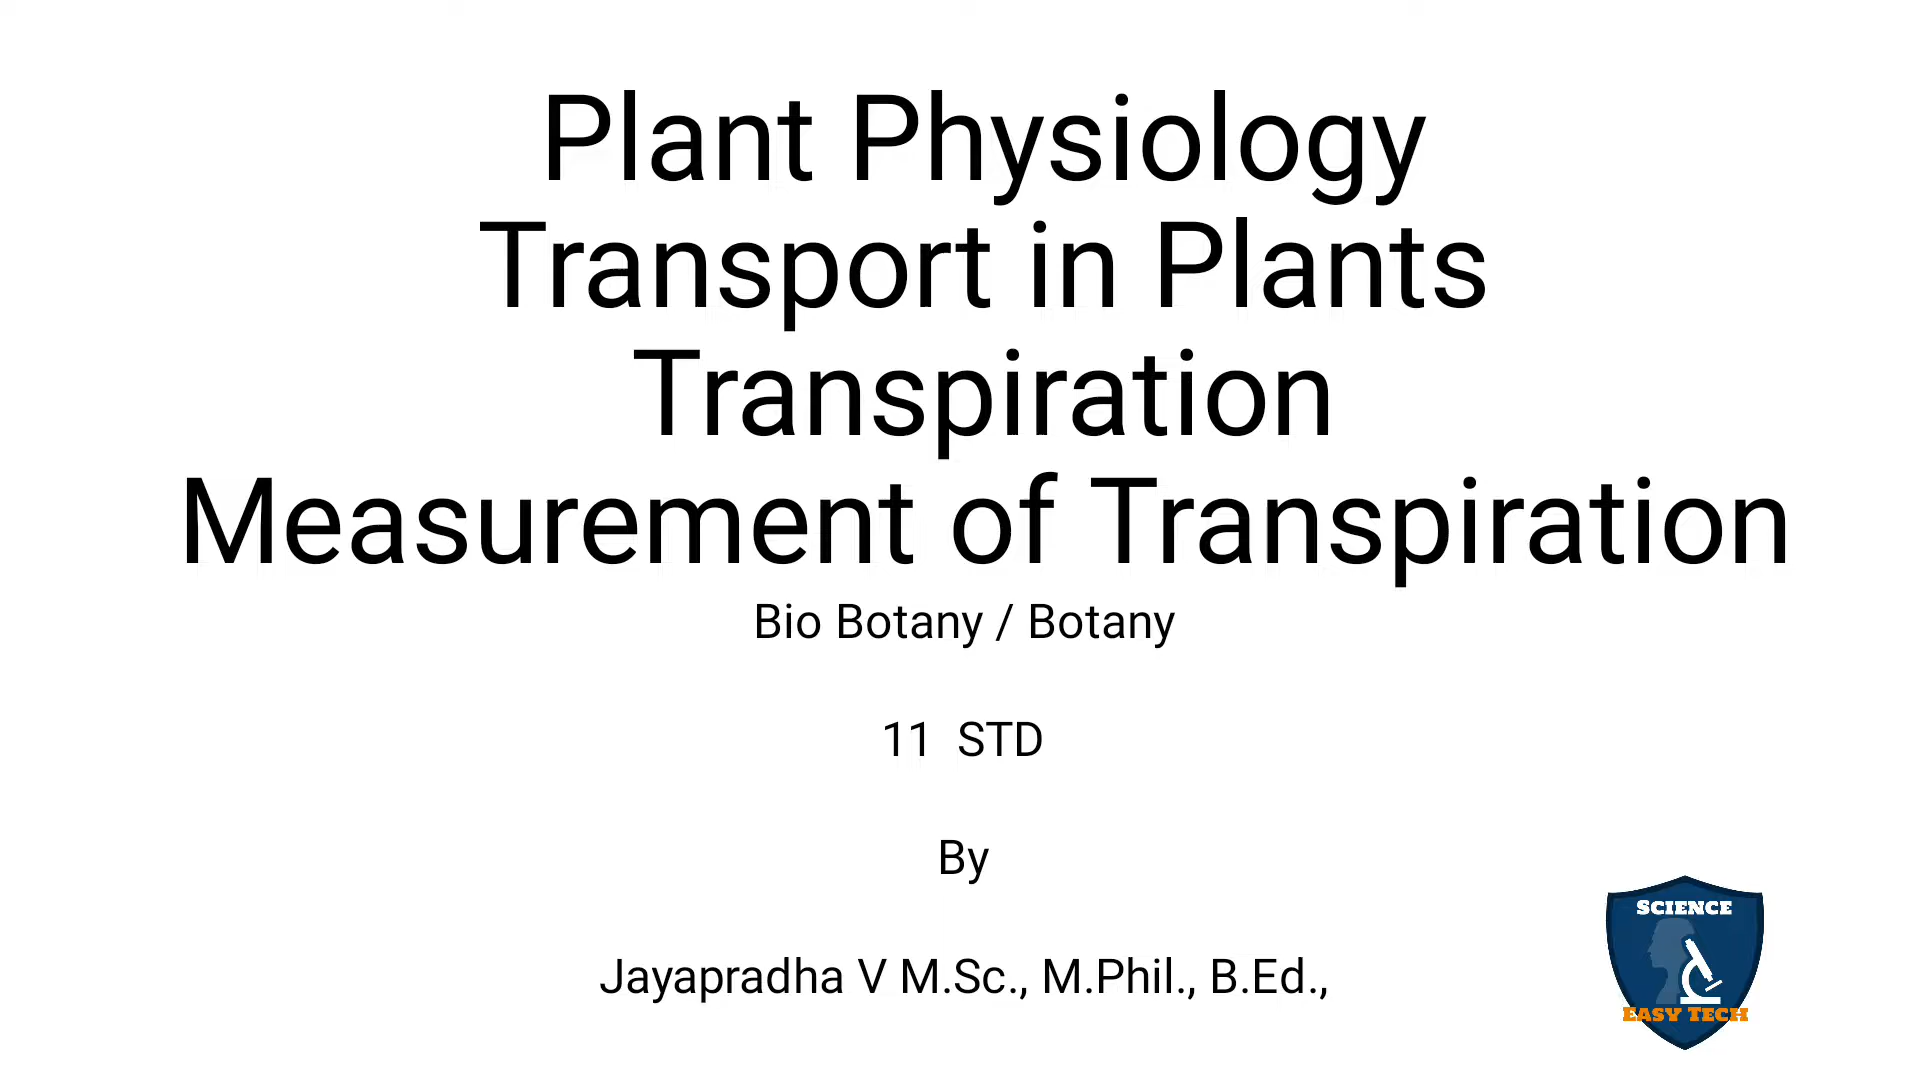 Plant Physiology
Transport in Plants
Transpiration
Measurement of Transpiration
Bio Botany / Botany
11 STD
By
Jayapradha V M.Sc., M.Phil., B.Ed.,
SCIENCE
EASY TECH